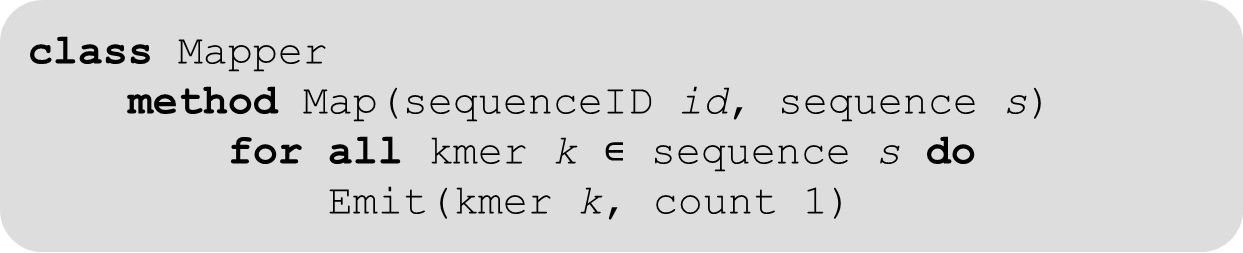 class Mapper
method Map(sequenceID id, sequence s)
for all kmer k ∈ sequence s do
Emit(kmer k, count 1)